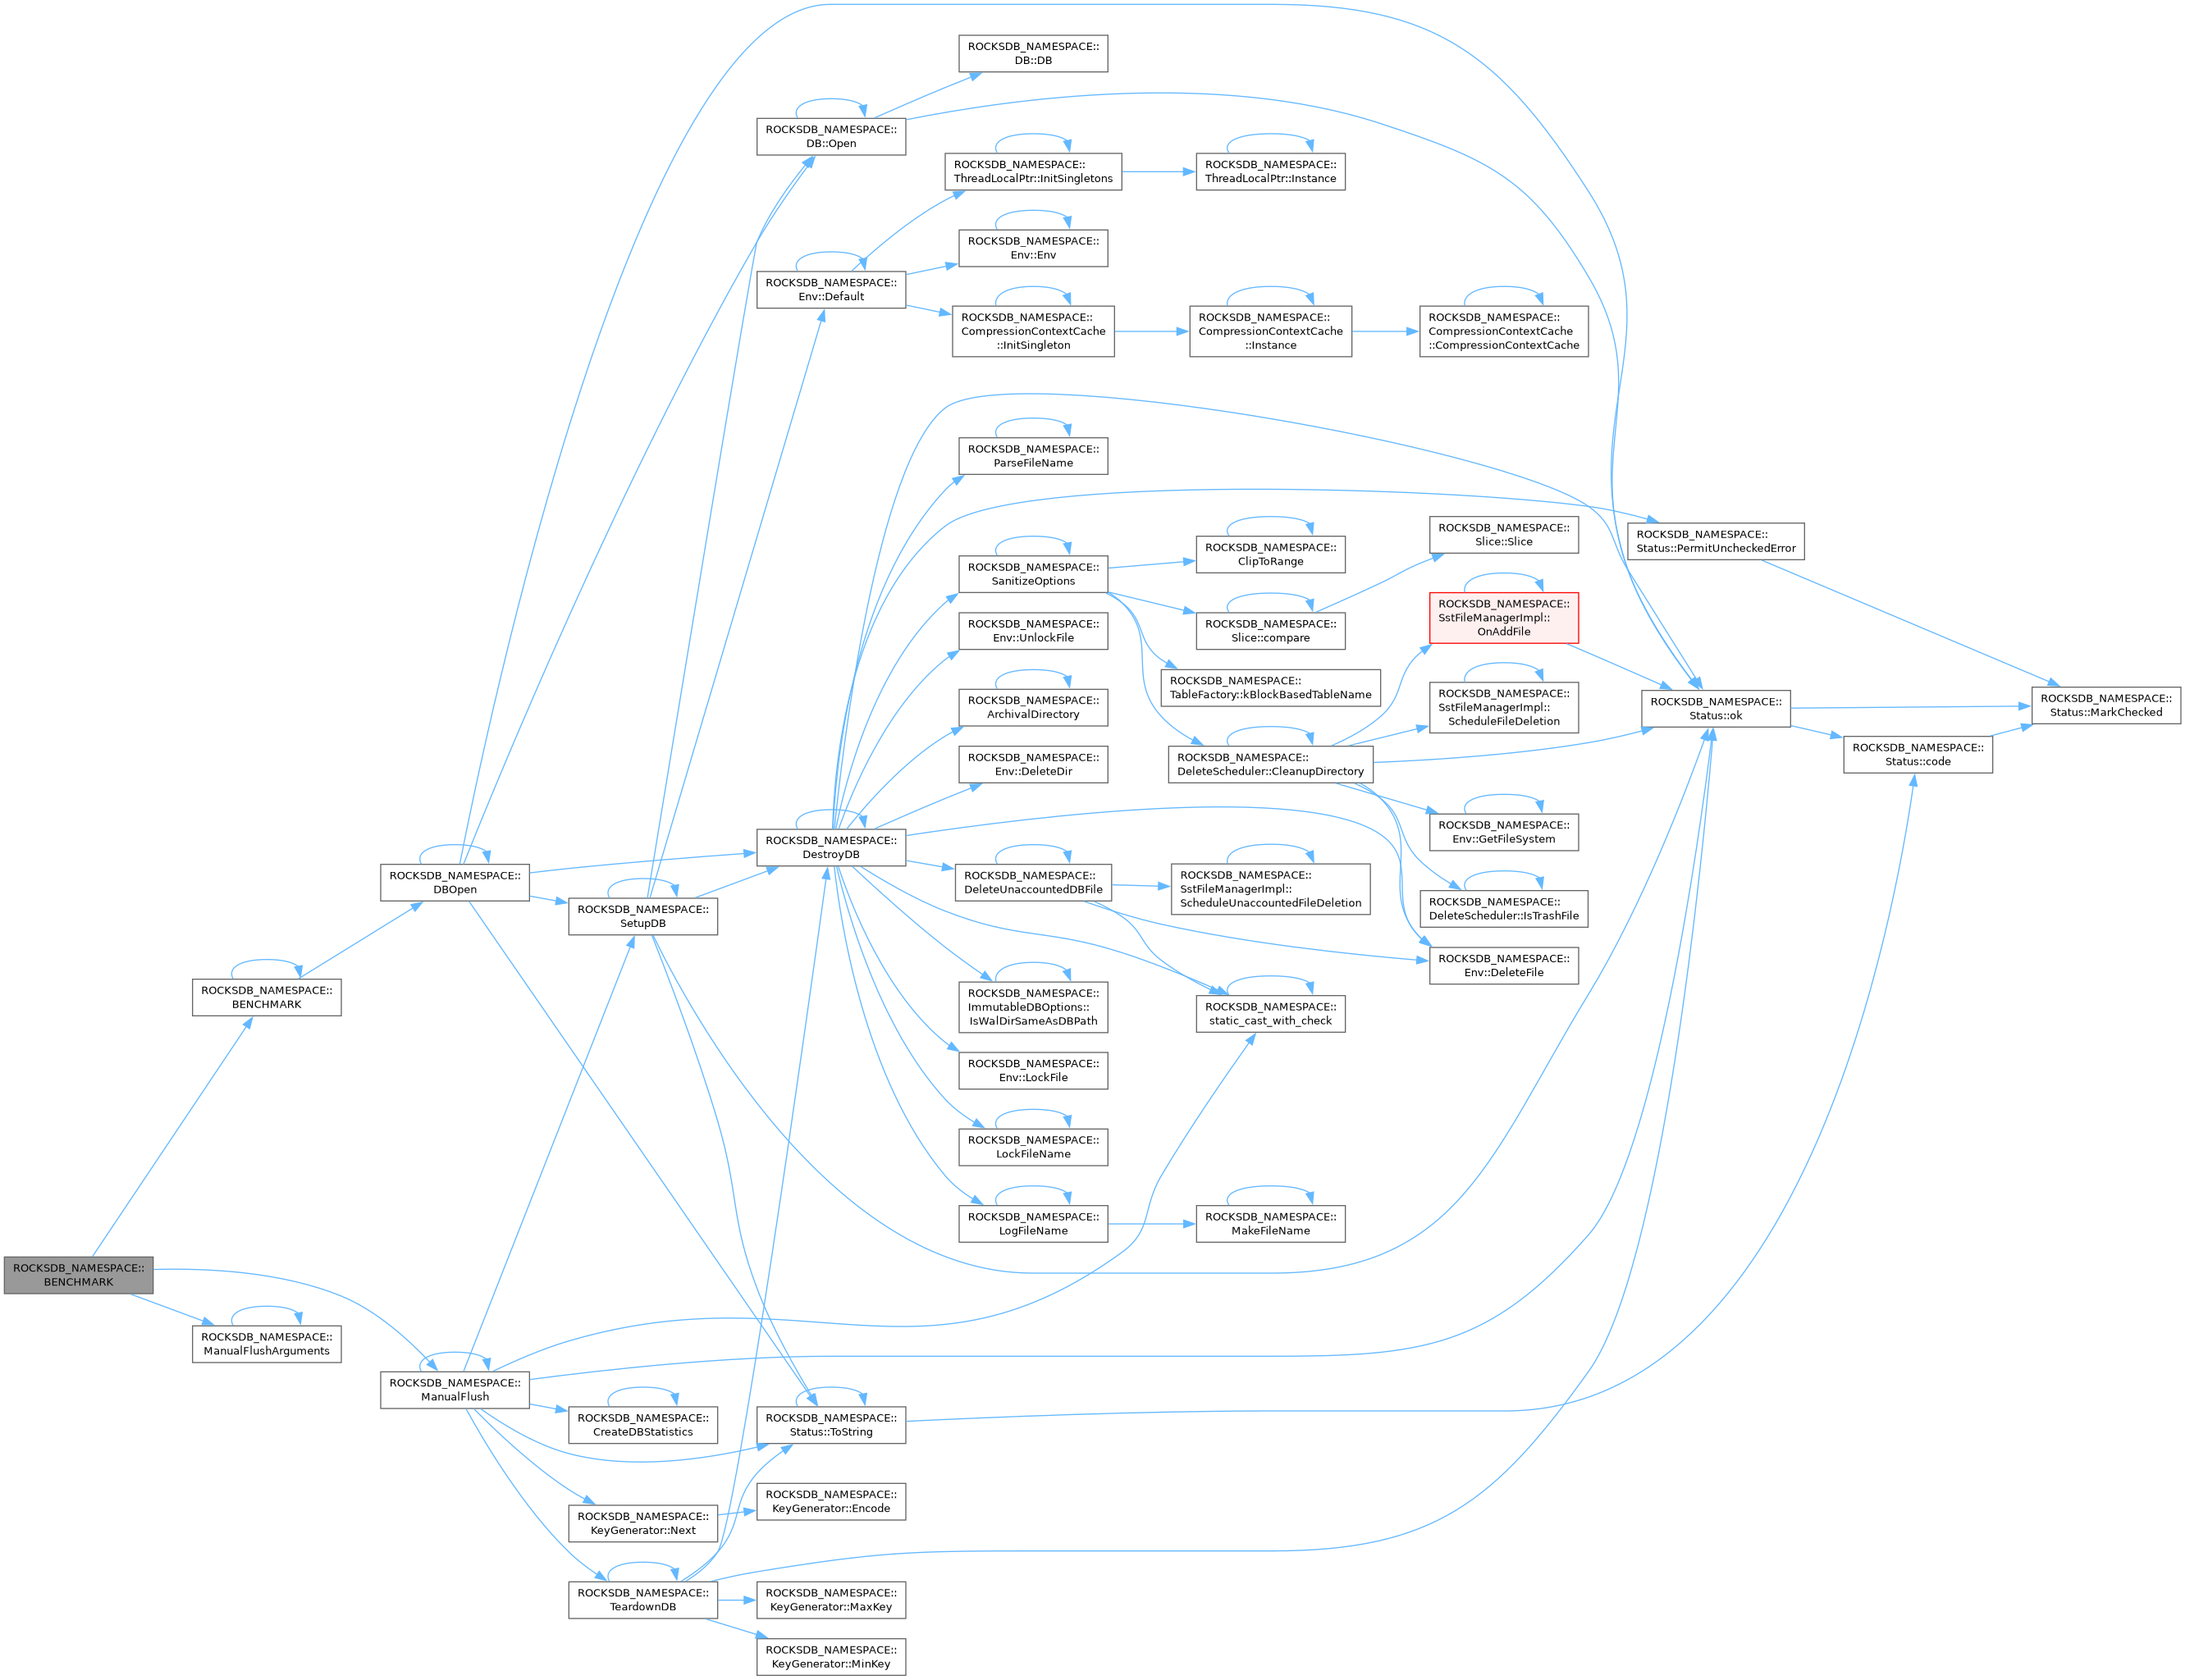 ROCKSDB_NAMESPACE::
DB::DB
ROCKSDB_NAMESPACE::
DB::Open
ROCKSDB_NAMESPACE::
ThreadLocalPtr::InitSingletons
ROCKSDB_NAMESPACE::
ThreadLocalPtr::Instance
ROCKSDB_NAMESPACE::
Env::Env
ROCKSDB_NAMESPACE::
Env::Default
ROCKSDB_NAMESPACE::
CompressionContextCache
::InitSingleton
ROCKSDB_NAMESPACE::
CompressionContextCache
::Instance
ROCKSDB_NAMESPACE::
CompressionContextCache
::CompressionContextCache
ROCKSDB_NAMESPACE::
ParseFileName
ROCKSDB_NAMESPACE::
Slice::Slice
ROCKSDB_NAMESPACE::
Status::PermitUncheckedError
ROCKSDB_NAMESPACE::
ClipToRange
ROCKSDB_NAMESPACE::
SanitizeOptions
ROCKSDB_NAMESPACE::
SstFileManagerImpl::
OnAddFile
ROCKSDB_NAMESPACE::
Env::UnlockFile
ROCKSDB_NAMESPACE::
Slice::compare
ROCKSDB_NAMESPACE::
TableFactory::kBlockBasedTableName
ROCKSDB_NAMESPACE::
SstFileManagerImpl::
ScheduleFileDeletion
ROCKSDB_NAMESPACE::
Status::ok
ROCKSDB_NAMESPACE::
Status::MarkChecked
ROCKSDB_NAMESPACE::
ArchivalDirectory
ROCKSDB_NAMESPACE::
Status::code
ROCKSDB_NAMESPACE::
Env::DeleteDir
ROCKSDB_NAMESPACE::
DeleteScheduler::CleanupDirectory
ROCKSDB_NAMESPACE::
Env::GetFileSystem
ROCKSDB_NAMESPACE::
DestroyDB
ROCKSDB_NAMESPACE::
DBOpen
ROCKSDB_NAMESPACE::
DeleteUnaccountedDBFile
ROCKSDB_NAMESPACE::
SstFileManagerImpl::
ScheduleUnaccountedFileDeletion
ROCKSDB_NAMESPACE::
DeleteScheduler::IsTrashFile
ROCKSDB_NAMESPACE::
SetupDB
ROCKSDB_NAMESPACE::
Env::DeleteFile
ROCKSDB_NAMESPACE::
BENCHMARK
ROCKSDB_NAMESPACE::
ImmutableDBOptions::
IsWalDirSameAsDBPath
ROCKSDB_NAMESPACE::
static_cast_with_check
ROCKSDB_NAMESPACE::
Env::LockFile
ROCKSDB_NAMESPACE::
LockFileName
ROCKSDB_NAMESPACE::
LogFileName
ROCKSDB_NAMESPACE::
MakeFileName
ROCKSDB_NAMESPACE::
BENCHMARK
ROCKSDB_NAMESPACE::
ManualFlushArguments
ROCKSDB_NAMESPACE::
ManualFlush
ROCKSDB_NAMESPACE::
CreateDBStatistics
ROCKSDB_NAMESPACE::
Status::ToString
ROCKSDB_NAMESPACE::
KeyGenerator::Encode
ROCKSDB_NAMESPACE::
KeyGenerator::Next
ROCKSDB_NAMESPACE::
TeardownDB
ROCKSDB_NAMESPACE::
KeyGenerator::MaxKey
ROCKSDB_NAMESPACE::
KeyGenerator::MinKey